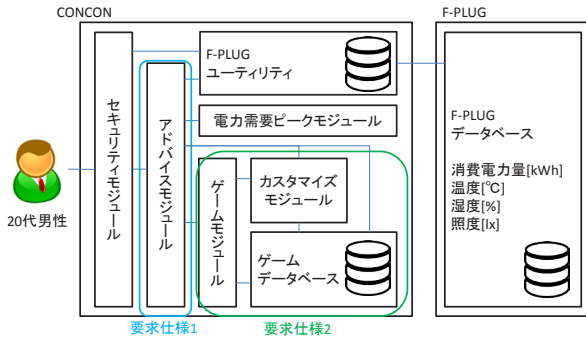 CONCON
F-PLUG
F-PLUG
ユーティリティ
セキュリティモジュール
アドバイスモジュール
電力需要ピークモジュール
ゲームモジュール
カスタマイズ
モジュール
ゲーム
データベース
20代男性
F-PLUG
データベース
消費電力量[kWh]
温度[℃]
湿度[%]
照度[lx]
要求仕様1
要求仕様2